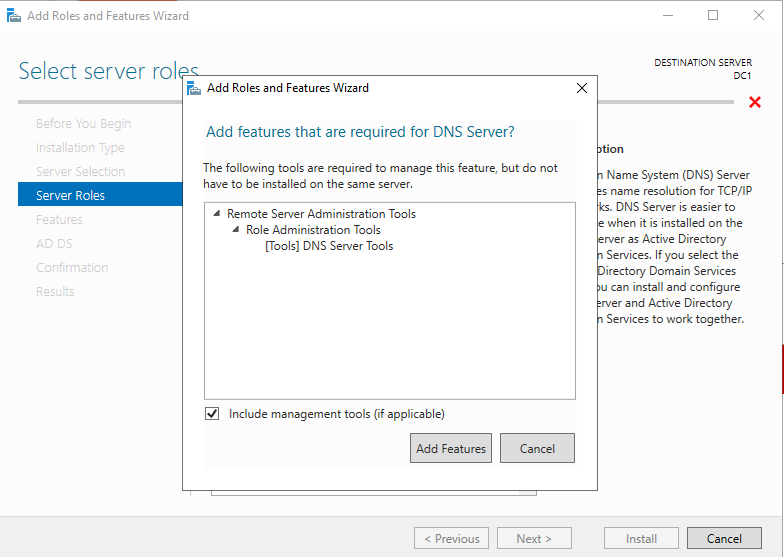 Add Roles and Features Wizard
Select server roles
DESTINATION SERVER
DC1
Before You Begin
Installation Type
Server Selection
Server Roles
Features
AD DS
Confirmation
Results
Add Roles and Features Wizard
Add features that are required for DNS Server?
The following tools are required to manage this feature, but do not
have to be installed on the same server.
Remote Server Administration Tools
Role Administration Tools
[Tools] DNS Server Tools
Include management tools (if applicable)
Add Features
Cancel
ption
n Name System (DNS) Server
es name resolution for TCP/IP
rks. DNS Server is easier to
e when it is installed on the
erver as Active Directory
n Services. If you select the
Directory Domain Services
ou can install and configure
erver and Active Directory
n Services to work together.
< Previous
Next >
Install
Cancel